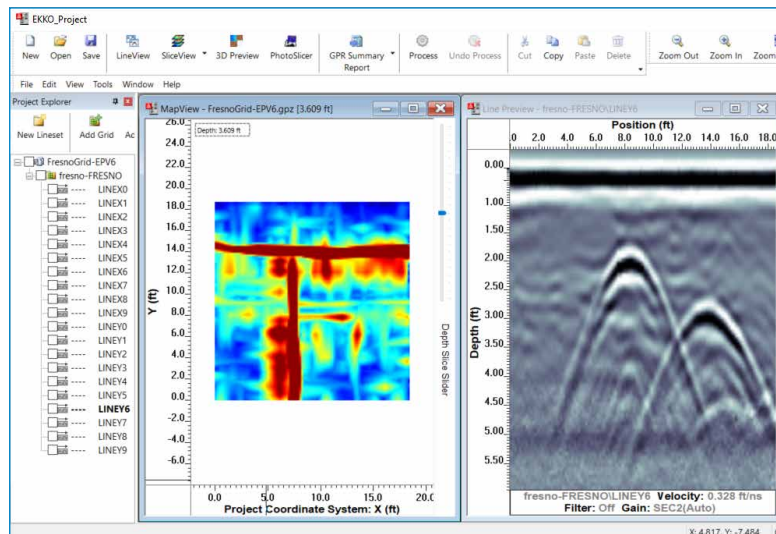 EKKO_Project
New Open Save LineView SliceView 3D Preview PhotoSlicer GPR Summary Report Process Undo Process Cut Copy Paste Delete Zoom Out Zoom In
File Edit View Tools Window Help
Project Explorer
New Lineset Add Grid
FresnoGrid-EPV6
fresno-FRESNO
LINEX0
LINEX1
LINEX2
LINEX3
LINEX4
LINEX5
LINEX6
LINEX7
LINEX8
LINEX9
LINEY0
LINEY1
LINEY2
LINEY3
LINEY4
LINEY5
LINEY6
LINEY7
LINEY8
LINEY9
MapView - FresnoGrid-EPV6.gpz [3.609 ft]
Depth: 3.609 ft
26.0
24.0
22.0
20.0
18.0
16.0
14.0
12.0
10.0
8.0
6.0
4.0
2.0
0.0
-2.0
-4.0
-6.0
Y (ft)
0.0 5.0 10.0 15.0 20.0
Project Coordinate System: X (ft)
Depth Slice Slider
Line Preview - fresno-FRESNO\LINEY6
Position (ft)
.0 2.0 4.0 6.0 8.0 10.0 12.0 14.0 16.0 18.0
Depth (ft)
0.00
1.00
1.50
2.00
2.50
3.00
3.50
4.00
4.50
5.00
5.50
fresno-FRESNO\LINEY6 Velocity: 0.328 ft/ns
Filter: Off Gain: SEC2(Auto)
X: 4.817, Y: -7.484